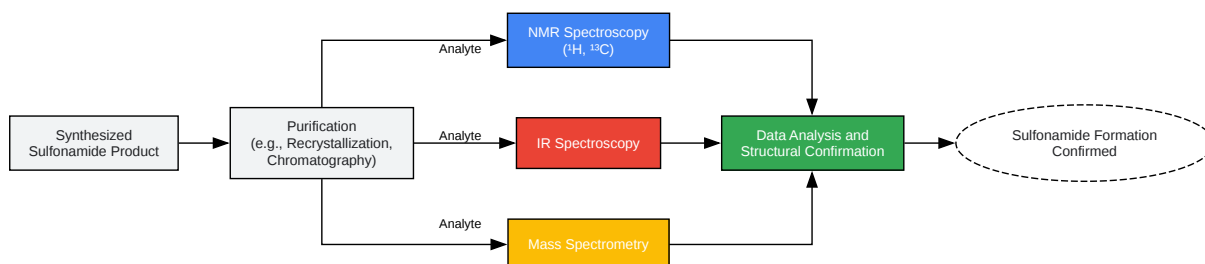 Synthesized
Sulfonamide Product
Purification
(e.g., Recrystallization,
Chromatography)
Analyte
NMR Spectroscopy
(¹H, ¹³C)
Analyte
IR Spectroscopy
Analyte
Mass Spectrometry
Data Analysis and
Structural Confirmation
Sulfonamide Formation
Confirmed